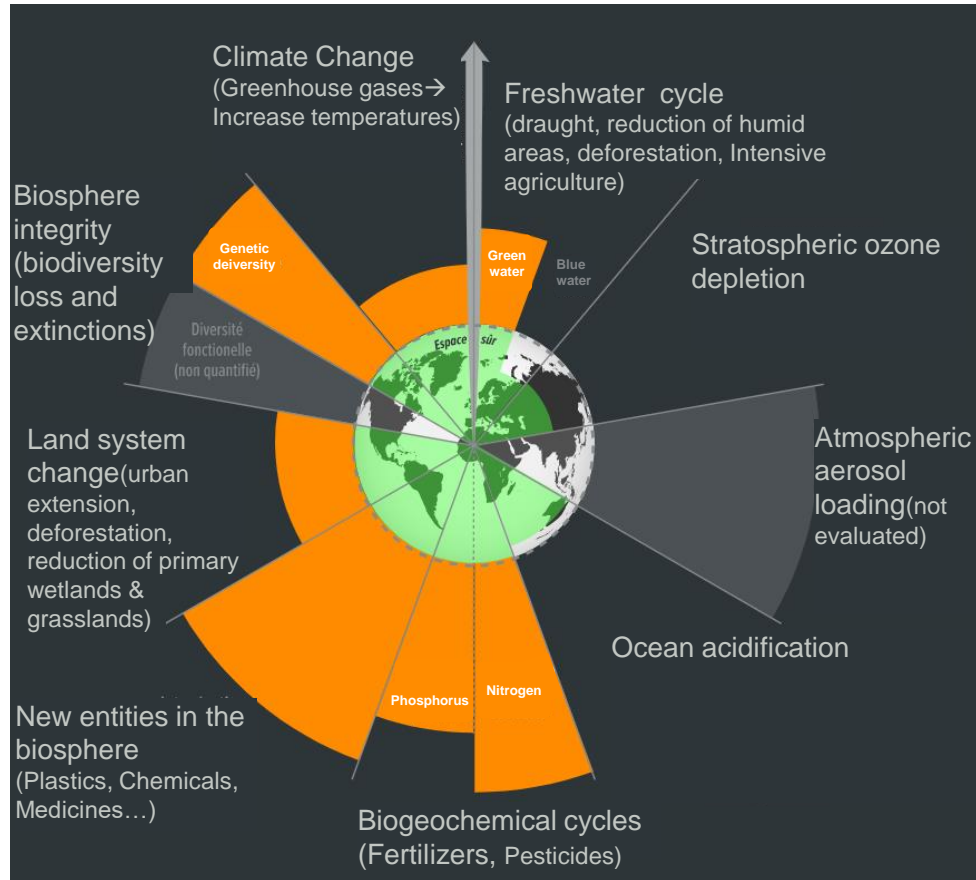 Climate Change
(Greenhouse gases→
Increase temperatures)
Freshwater cycle
(draught, reduction of humid
areas, deforestation, Intensive
agriculture)
Biosphere
integrity
(biodiversity
loss and
extinctions)
Genetic
deiversity
Green
water
Blue
water
Stratospheric ozone
depletion
Diversité
fonctionelle
(non quantifié)
Espace sûr
Land system
change(urban
extension,
deforestation,
reduction of primary
wetlands &
grasslands)
Atmospheric
aerosol
loading(not
evaluated)
Ocean acidification
New entities in the
biosphere
(Plastics, Chemicals,
Medicines…)
Phosphorus
Nitrogen
Biogeochemical cycles
(Fertilizers, Pesticides)